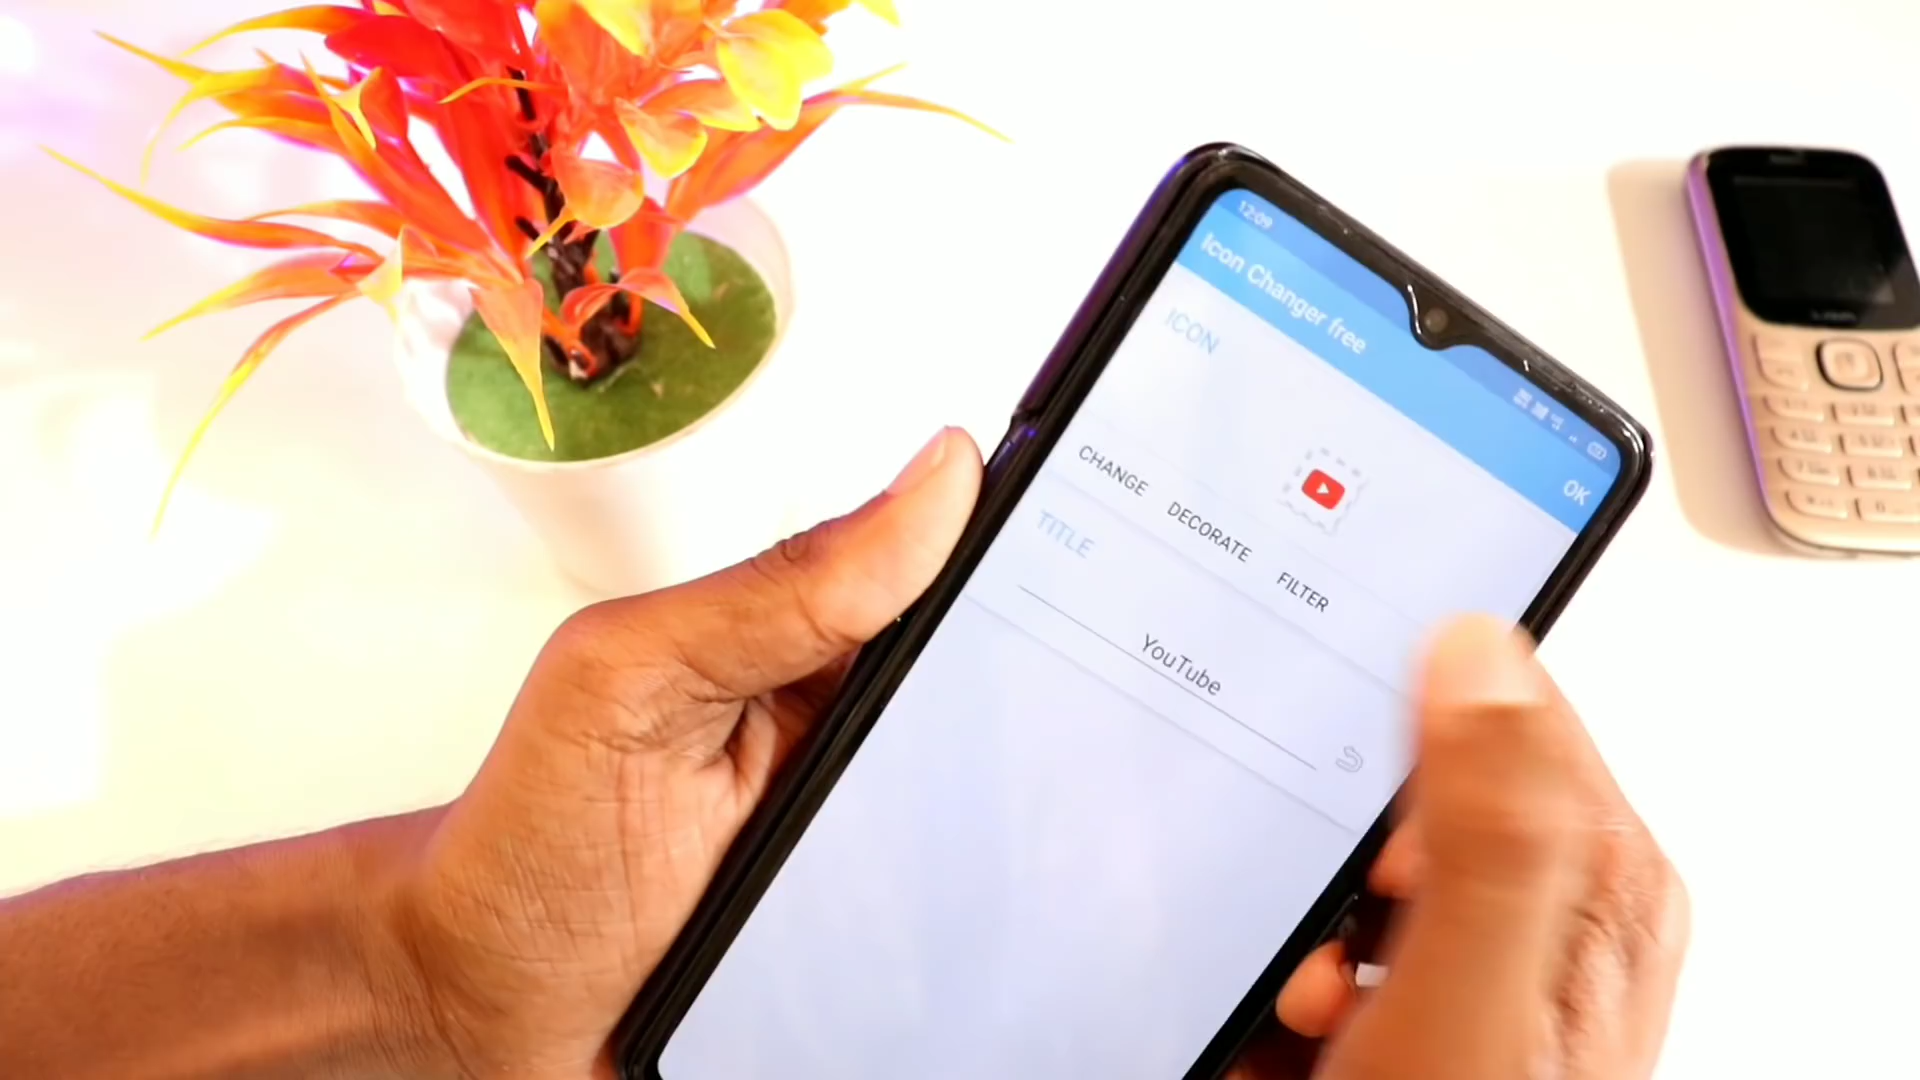 12:09
Icon Changer free
OK
ICON
CHANGE DECORATE FILTER
TITLE
YouTube